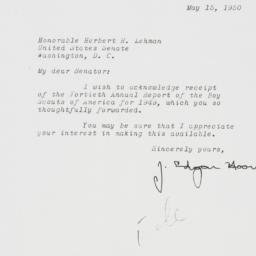 May 15, 1950
Honorable Herbert H. Lehman
United States Senate
Washington, D. C.
My dear Senator:
I wish to acknowledge receipt
of the Fortieth Annual Report of the Boy
Scouts of America for 1949, which you so
thoughtfully forwarded.
You may be sure that I appreciate
your interest in making this available.
Sincerely yours,
J. Edgar Hoov